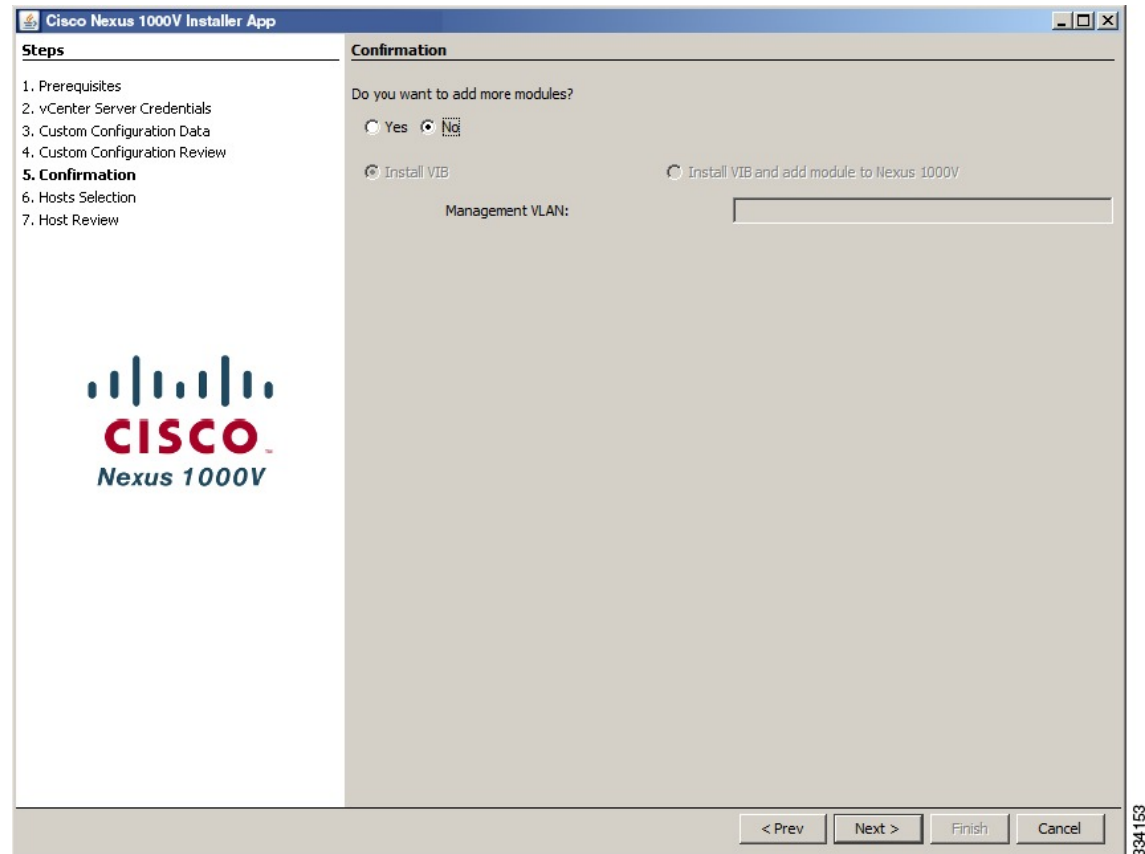 Cisco Nexus 1000V Installer App
Steps
1. Prerequisites
2. vCenter Server Credentials
3. Custom Configuration Data
4. Custom Configuration Review
5. Confirmation
6. Hosts Selection
7. Host Review
CISCO
Nexus 1000V
Confirmation
Do you want to add more modules?
Yes No
Install VIB Install VIB and add module to Nexus 1000V
Management VLAN:
< Prev Next > Finish Cancel
334153